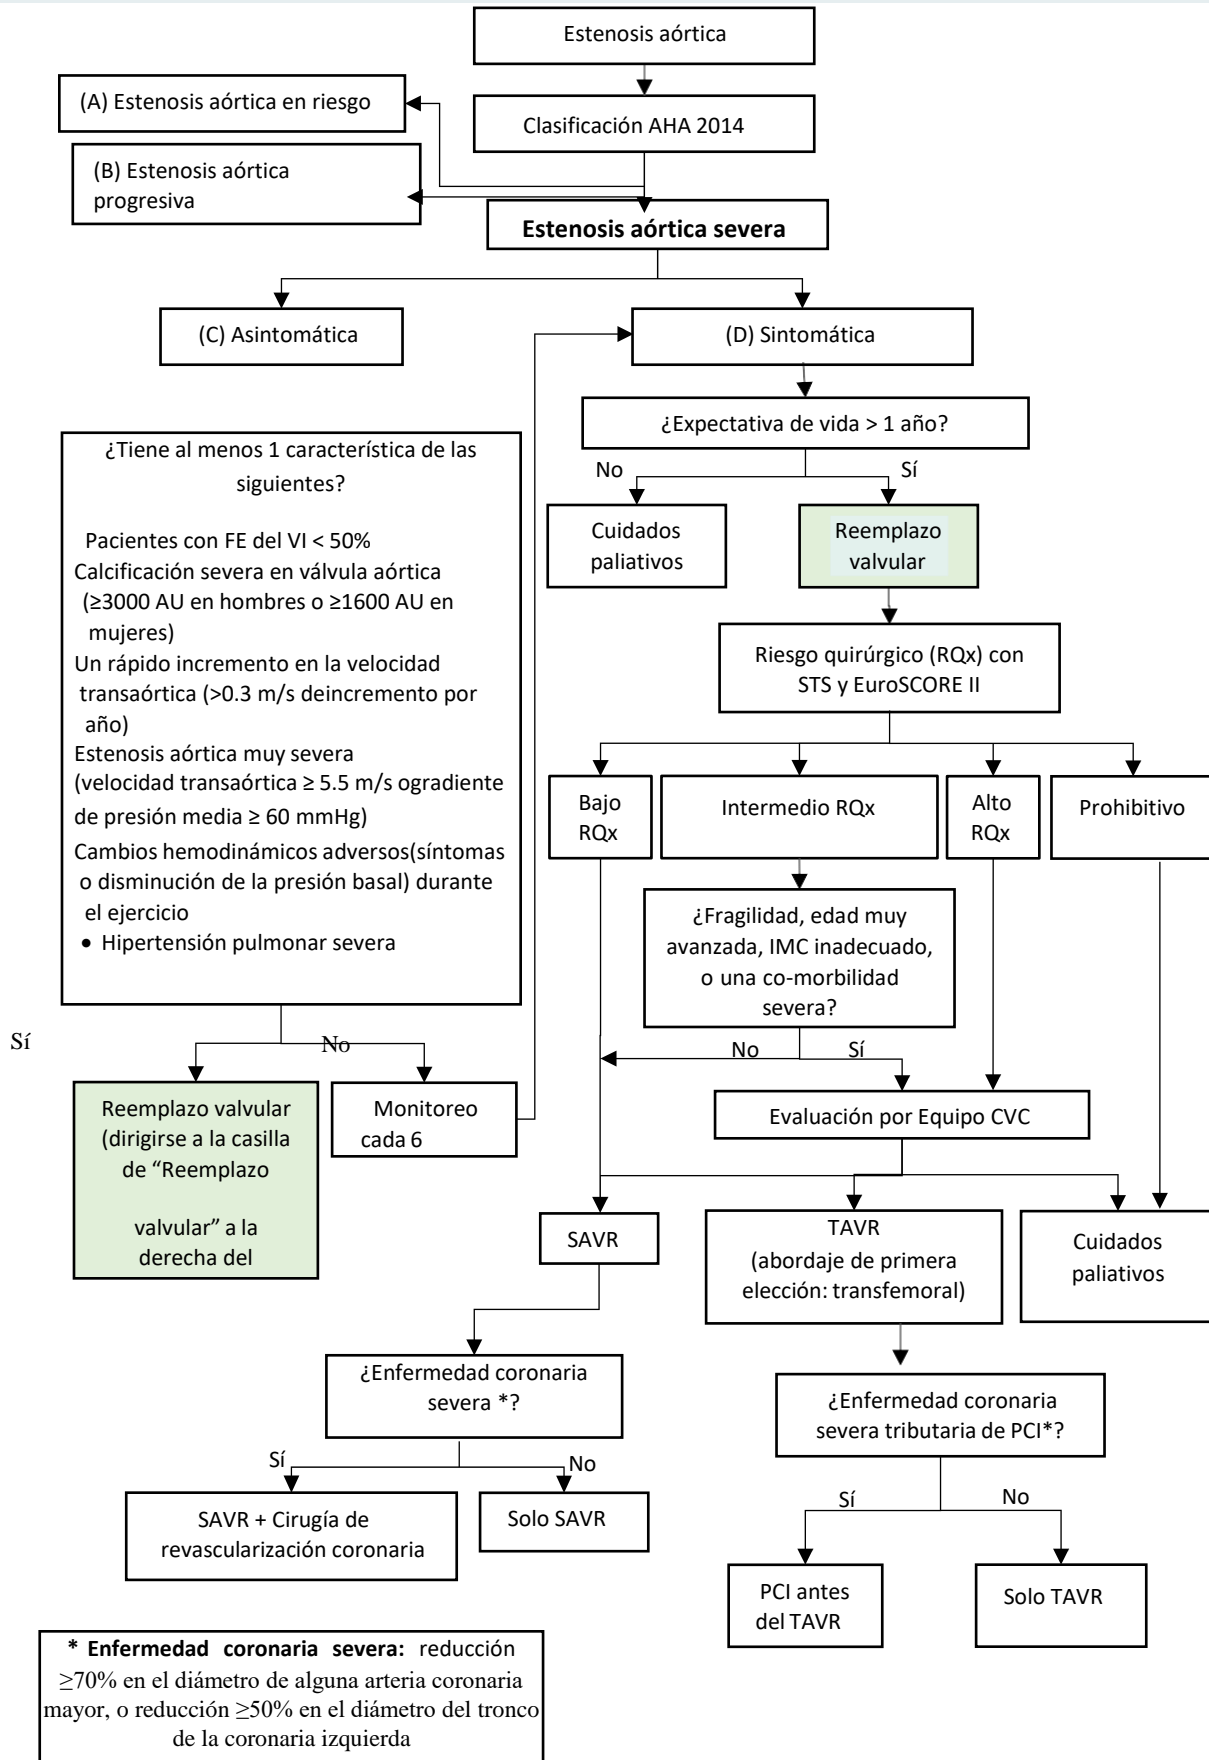 Estenosis aórtica
(A) Estenosis aórtica en riesgo
Clasificación AHA 2014
(B) Estenosis aórtica
progresiva
Estenosis aórtica severa
(C) Asintomática
(D) Sintomática
¿Expectativa de vida > 1 año?
No
Sí
Cuidados
paliativos
Reemplazo
valvular
¿Tiene al menos 1 característica de las
siguientes?
Pacientes con FE del VI < 50%
Calcificación severa en válvula aórtica
(≥3000 AU en hombres o ≥1600 AU en
mujeres)
Un rápido incremento en la velocidad
transaórtica (>0.3 m/s deincremento por
año)
Estenosis aórtica muy severa
(velocidad transaórtica ≥ 5.5 m/s ogradiente
de presión media ≥ 60 mmHg)
Cambios hemodinámicos adversos(síntomas
o disminución de la presión basal) durante
el ejercicio
• Hipertensión pulmonar severa
Sí
No
Reemplazo valvular
(dirigirse a la casilla
de “Reemplazo
valvular” a la
derecha del
Monitoreo
cada 6
Riesgo quirúrgico (RQx) con
STS y EuroSCORE II
Bajo
RQx
Intermedio RQx
Alto
RQx
Prohibitivo
¿Fragilidad, edad muy
avanzada, IMC inadecuado,
o una co-morbilidad
severa?
No
Sí
Evaluación por Equipo CVC
SAVR
TAVR
(abordaje de primera
elección: transfemoral)
Cuidados
paliativos
¿Enfermedad coronaria
severa *?
Sí
No
SAVR + Cirugía de
revascularización coronaria
Solo SAVR
¿Enfermedad coronaria
severa tributaria de PCI*?
Sí
No
PCI antes
del TAVR
Solo TAVR
* Enfermedad coronaria severa: reducción
≥70% en el diámetro de alguna arteria coronaria
mayor, o reducción ≥50% en el diámetro del tronco
de la coronaria izquierda